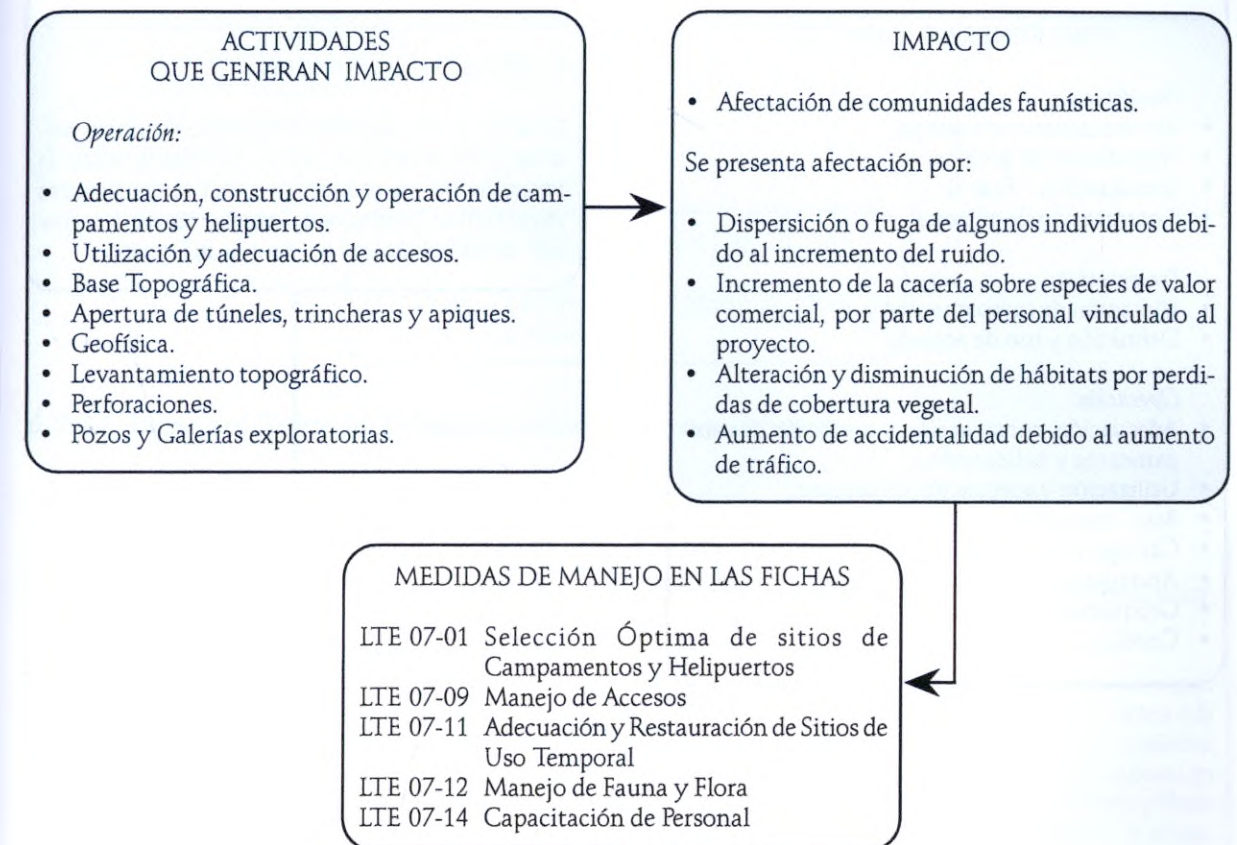 ACTIVIDADES
QUE GENERAN IMPACTO
Operación:
• Adecuación, construcción y operación de cam-
pamentos y helipuertos.
• Utilización y adecuación de accesos.
• Base Topográfica.
• Apertura de túneles, trincheras y apiques.
• Geofísica.
• Levantamiento topográfico.
• Perforaciones.
• Pozos y Galerías exploratorias.
IMPACTO
• Afectación de comunidades faunísticas.
Se presenta afectación por:
• Dispersición o fuga de algunos individuos debi-
do al incremento del ruido.
• Incremento de la cacería sobre especies de valor
comercial, por parte del personal vinculado al
proyecto.
• Alteración y disminución de hábitats por perdi-
das de cobertura vegetal.
• Aumento de accidentalidad debido al aumento
de tráfico.
MEDIDAS DE MANEJO EN LAS FICHAS
LTE 07-01 Selección Óptima de sitios de
Campamentos y Helipuertos
LTE 07-09 Manejo de Accesos
LTE 07-11 Adecuación y Restauración de Sitios de
Uso Temporal
LTE 07-12 Manejo de Fauna y Flora
LTE 07-14 Capacitación de Personal